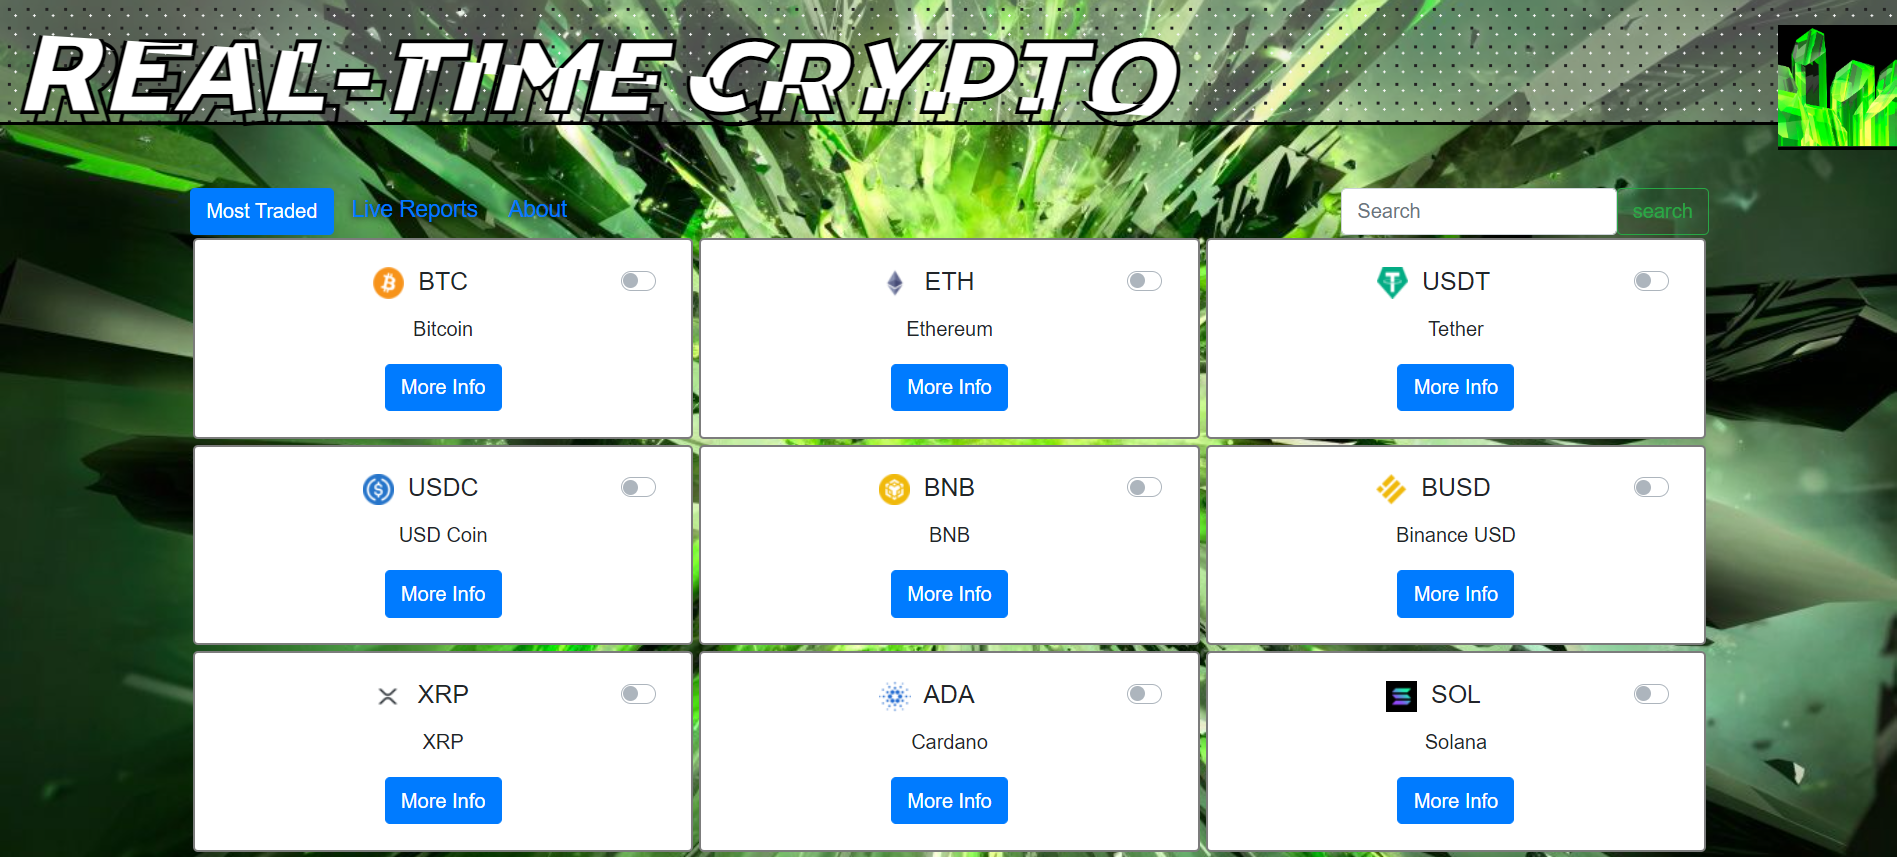 REAL-TIME CRYPTO
Most Traded Live Reports About Search search
BTC ETH USDT
Bitcoin Ethereum Tether
More Info More Info More Info
USDC BNB BUSD
USD Coin BNB Binance USD
More Info More Info More Info
XRP ADA SOL
XRP Cardano Solana
More Info More Info More Info